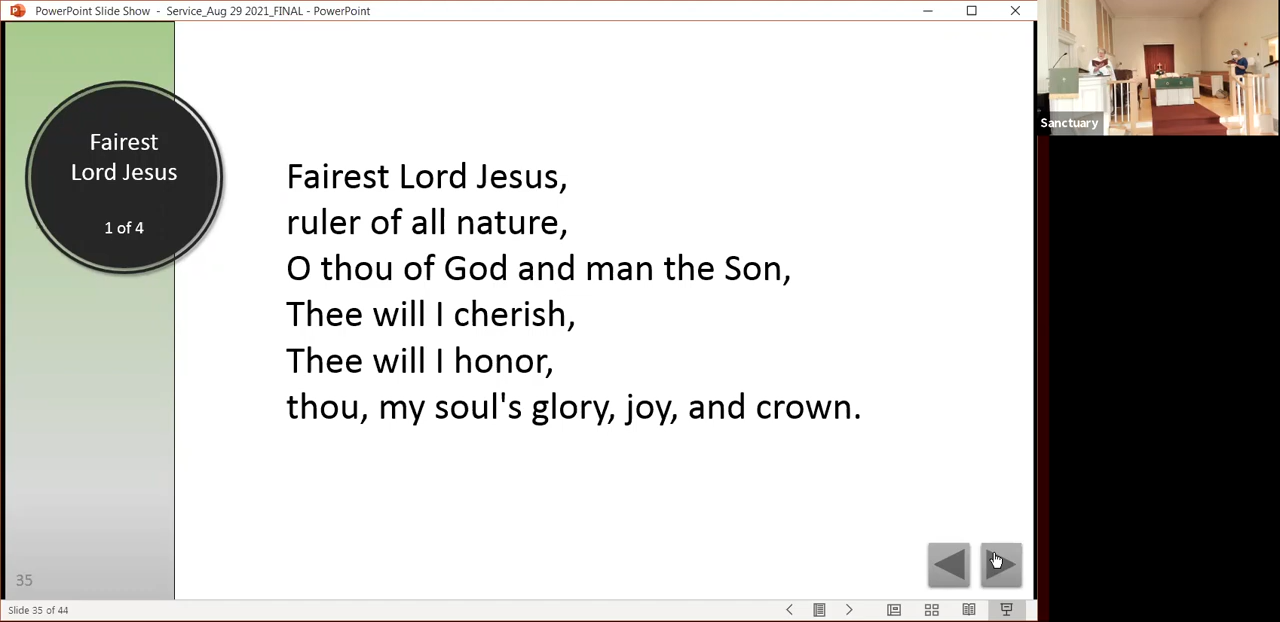 PowerPoint Slide Show - Service_Aug 29 2021_FINAL - PowerPoint
Sanctuary
Fairest
Lord Jesus
1 of 4
Fairest Lord Jesus,
ruler of all nature,
O thou of God and man the Son,
Thee will I cherish,
Thee will I honor,
thou, my soul's glory, joy, and crown.
35
Slide 35 of 44